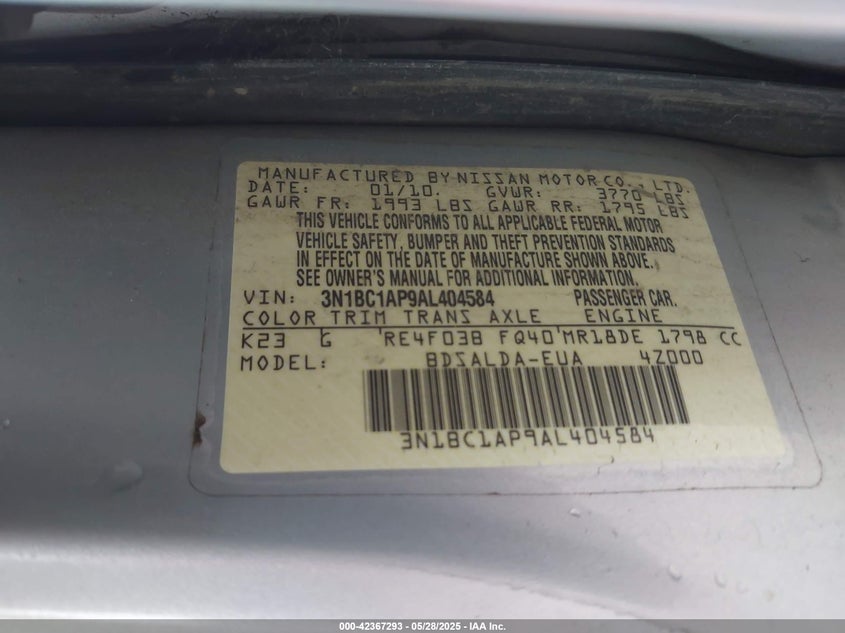 MANUFACTURED BY NISSAN MOTOR CO., LTD.
DATE: 01/10. GVWR: 3770 LBS
GAWR FR: 1993 LBS GAWR RR: 1795 LBS
THIS VEHICLE CONFORMS TO ALL APPLICABLE FEDERAL MOTOR
VEHICLE SAFETY, BUMPER AND THEFT PREVENTION STANDARDS
IN EFFECT ON THE DATE OF MANUFACTURE SHOWN ABOVE.
SEE OWNER'S MANUAL FOR ADDITIONAL INFORMATION.
VIN: 3N1BC1AP9AL404584 PASSENGER CAR.
COLOR TRIM TRANS AXLE ENGINE
K23 G RE4F03B FQ40 MR18DE 1798 CC
MODEL: BDSALDA-EUA 4Z000
3N1BC1AP9AL404584
000-42367293 - 05/28/2025 - IAA Inc.